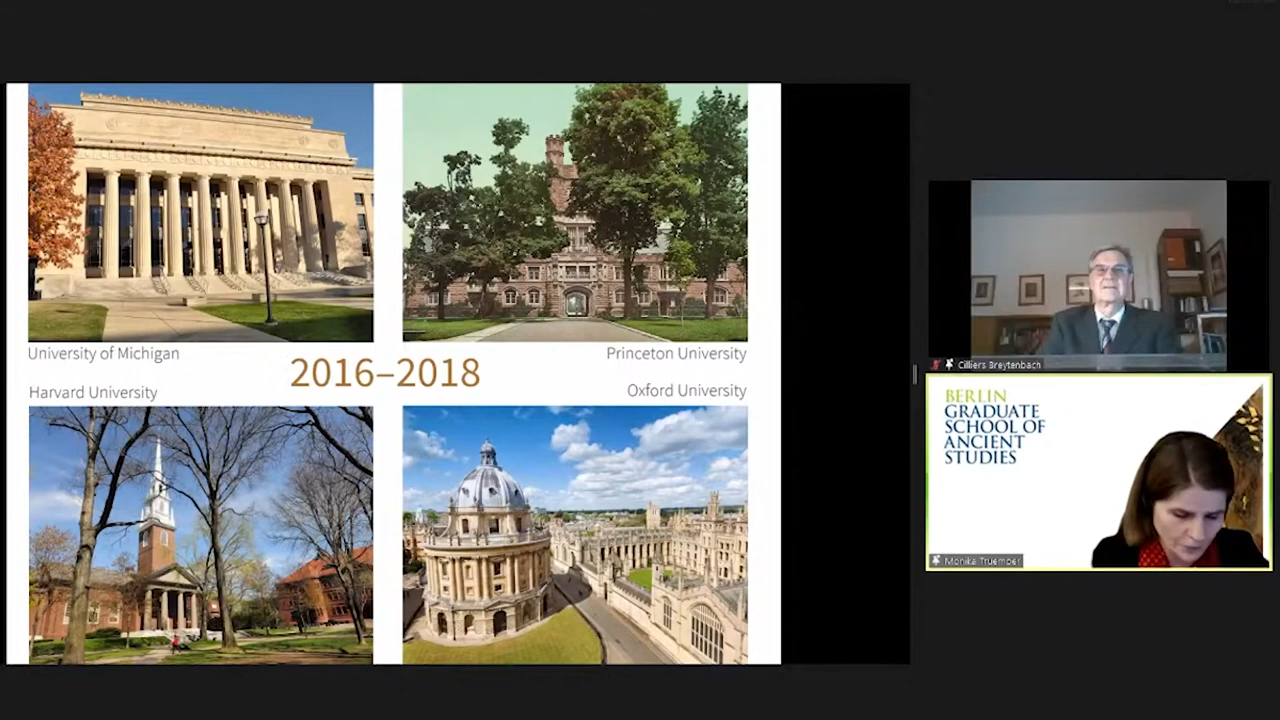 University of Michigan
Princeton University
2016–2018
Harvard University
Oxford University
Cilliers Breytenbach
BERLIN
GRADUATE
SCHOOL OF
ANCIENT
STUDIES
Monika Truemper